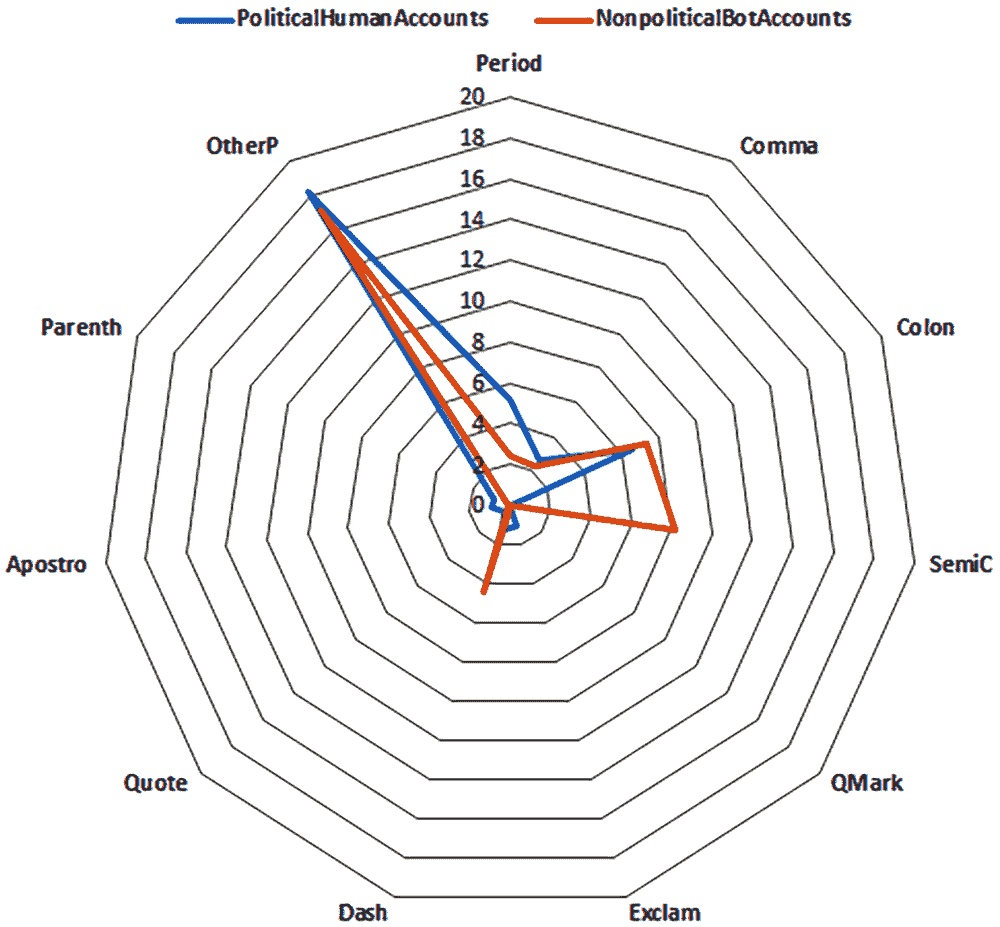 PoliticalHumanAccounts NonpoliticalBotAccounts
Period
20
OtherP
Comma
18
16
14
12
Parenth
Colon
10
8
6
4
2
0
Apostro
SemiC
Quote
QMark
Dash
Exclam